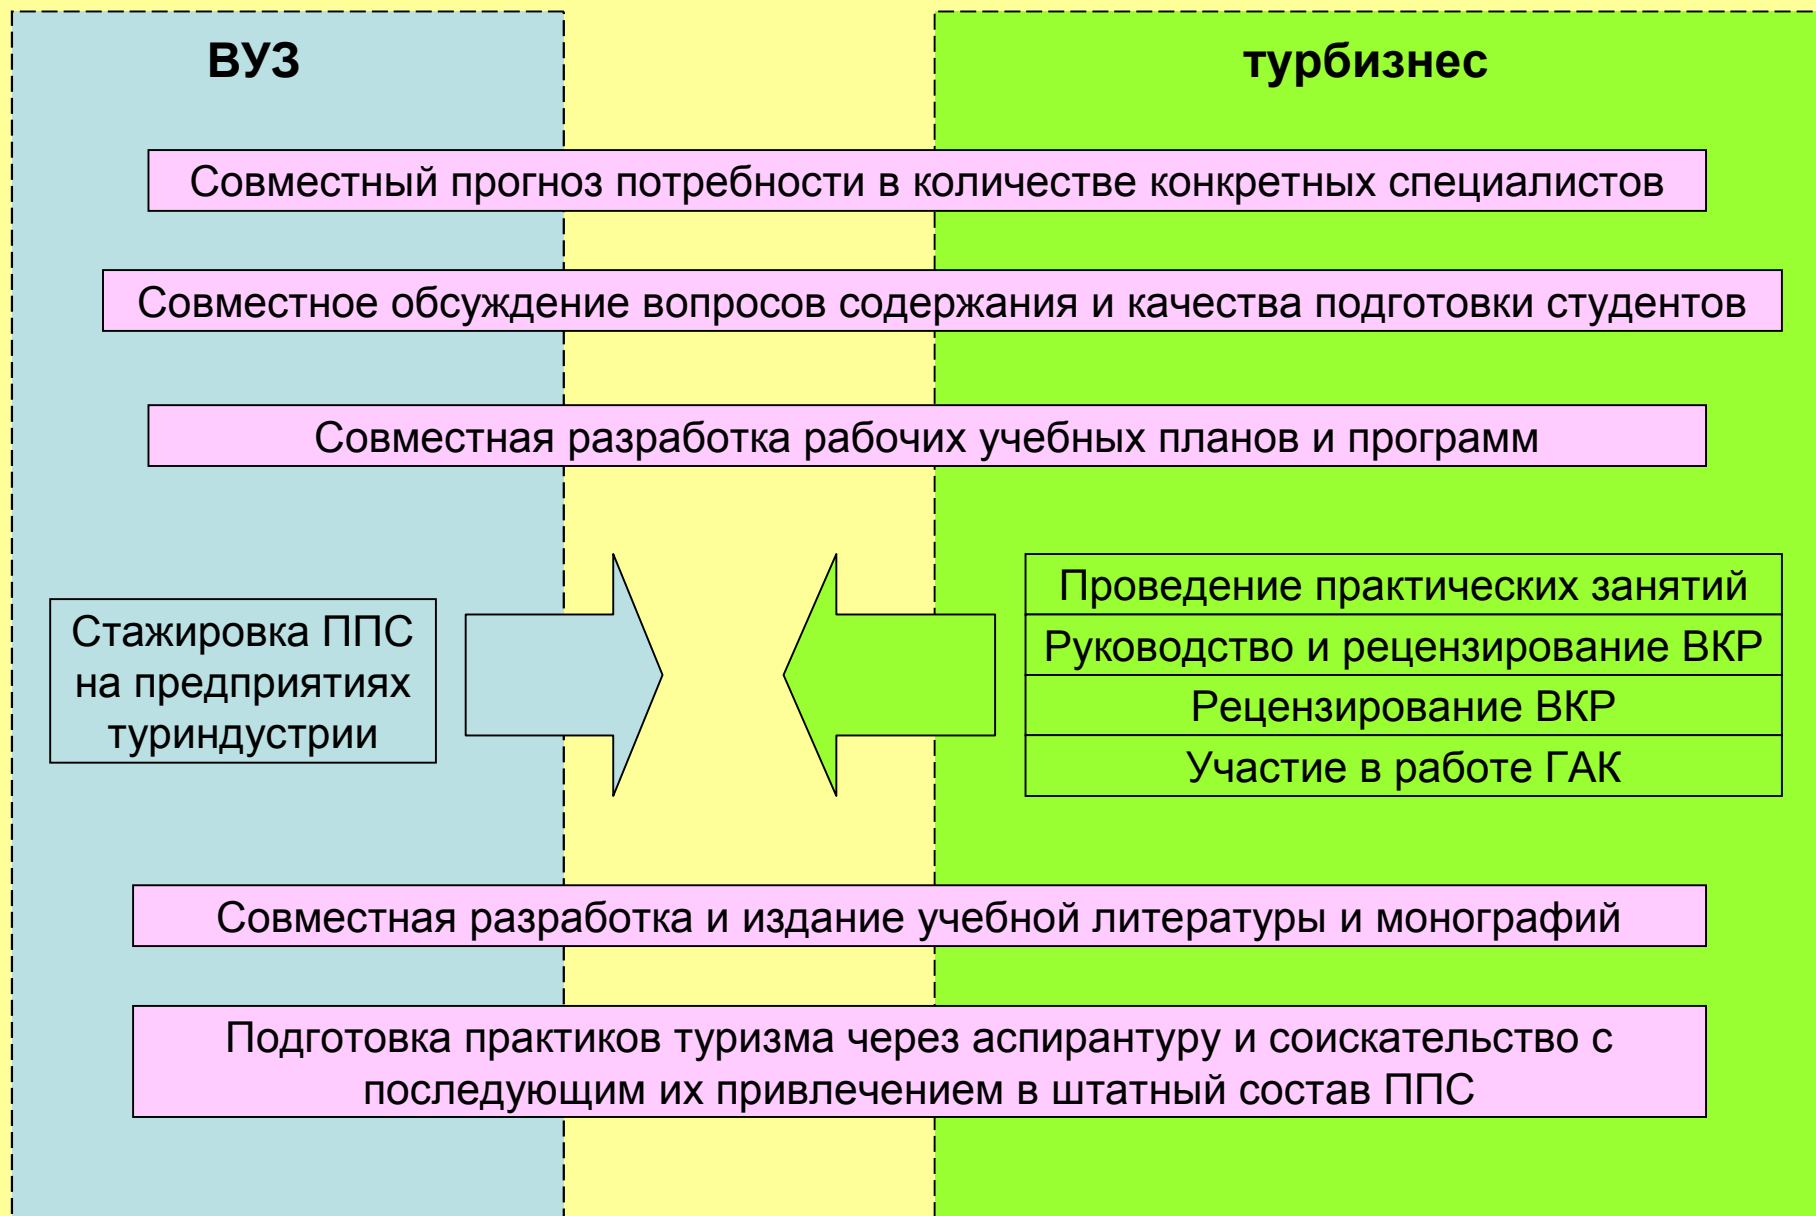 ВУЗ
турбизнес
Совместный прогноз потребности в количестве конкретных специалистов
Совместное обсуждение вопросов содержания и качества подготовки студентов
Совместная разработка рабочих учебных планов и программ
Стажировка ППС
на предприятиях
туриндустрии
Проведение практических занятий
Руководство и рецензирование ВКР
Рецензирование ВКР
Участие в работе ГАК
Совместная разработка и издание учебной литературы и монографий
Подготовка практиков туризма через аспирантуру и соискательство с
последующим их привлечением в штатный состав ППС